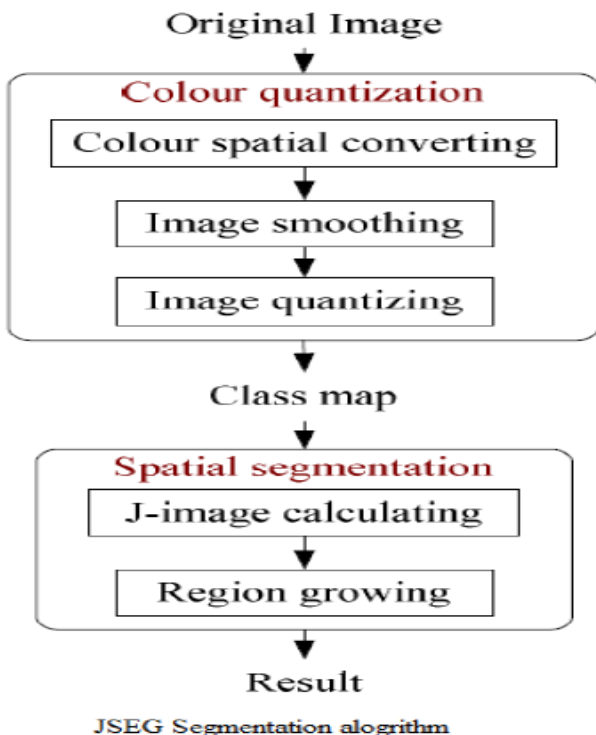 Original Image
Colour quantization
Colour spatial converting
Image smoothing
Image quantizing
Class map
Spatial segmentation
J-image calculating
Region growing
Result
JSEG Segmentation alogrithm